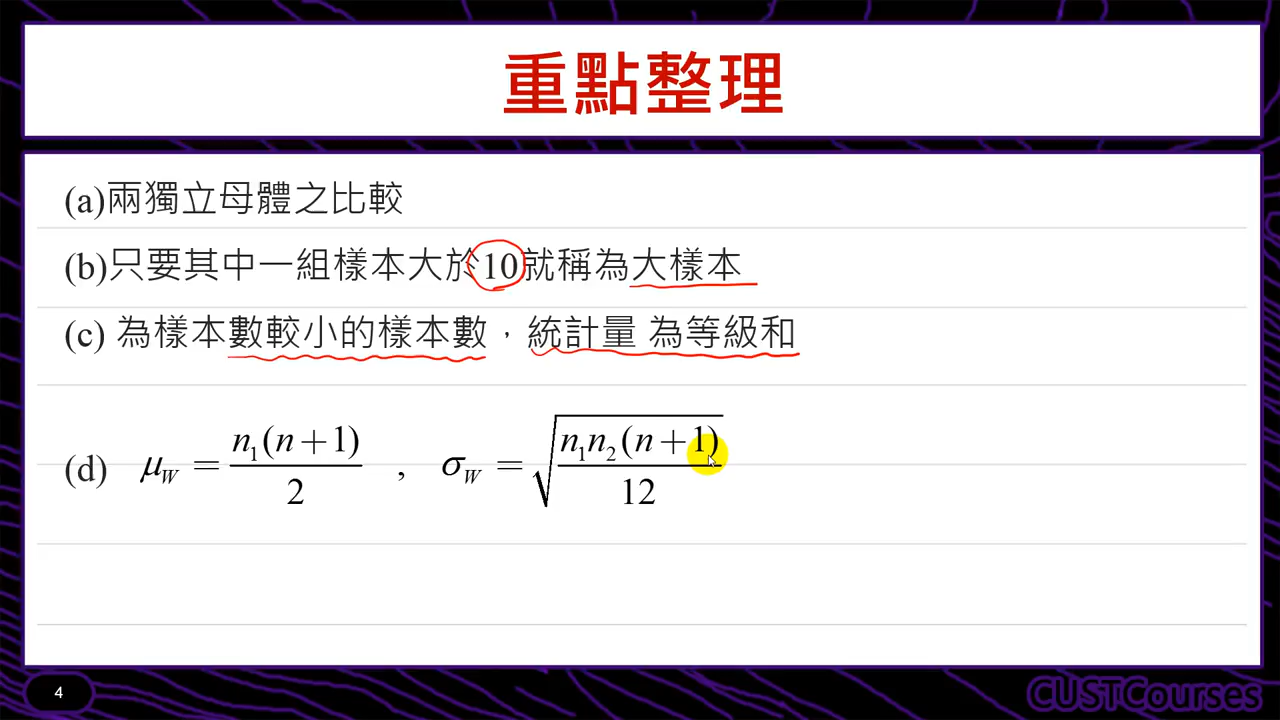 重點整理
(a)兩獨立母體之比較
(b)只要其中一組樣本大於10就稱為大樣本
(c) 為樣本數較小的樣本數，統計量 為等級和
(d) μ_W = n₁(n+1)/2 , σ_W = √(n₁n₂(n+1)/12)
4
CUSTCourses